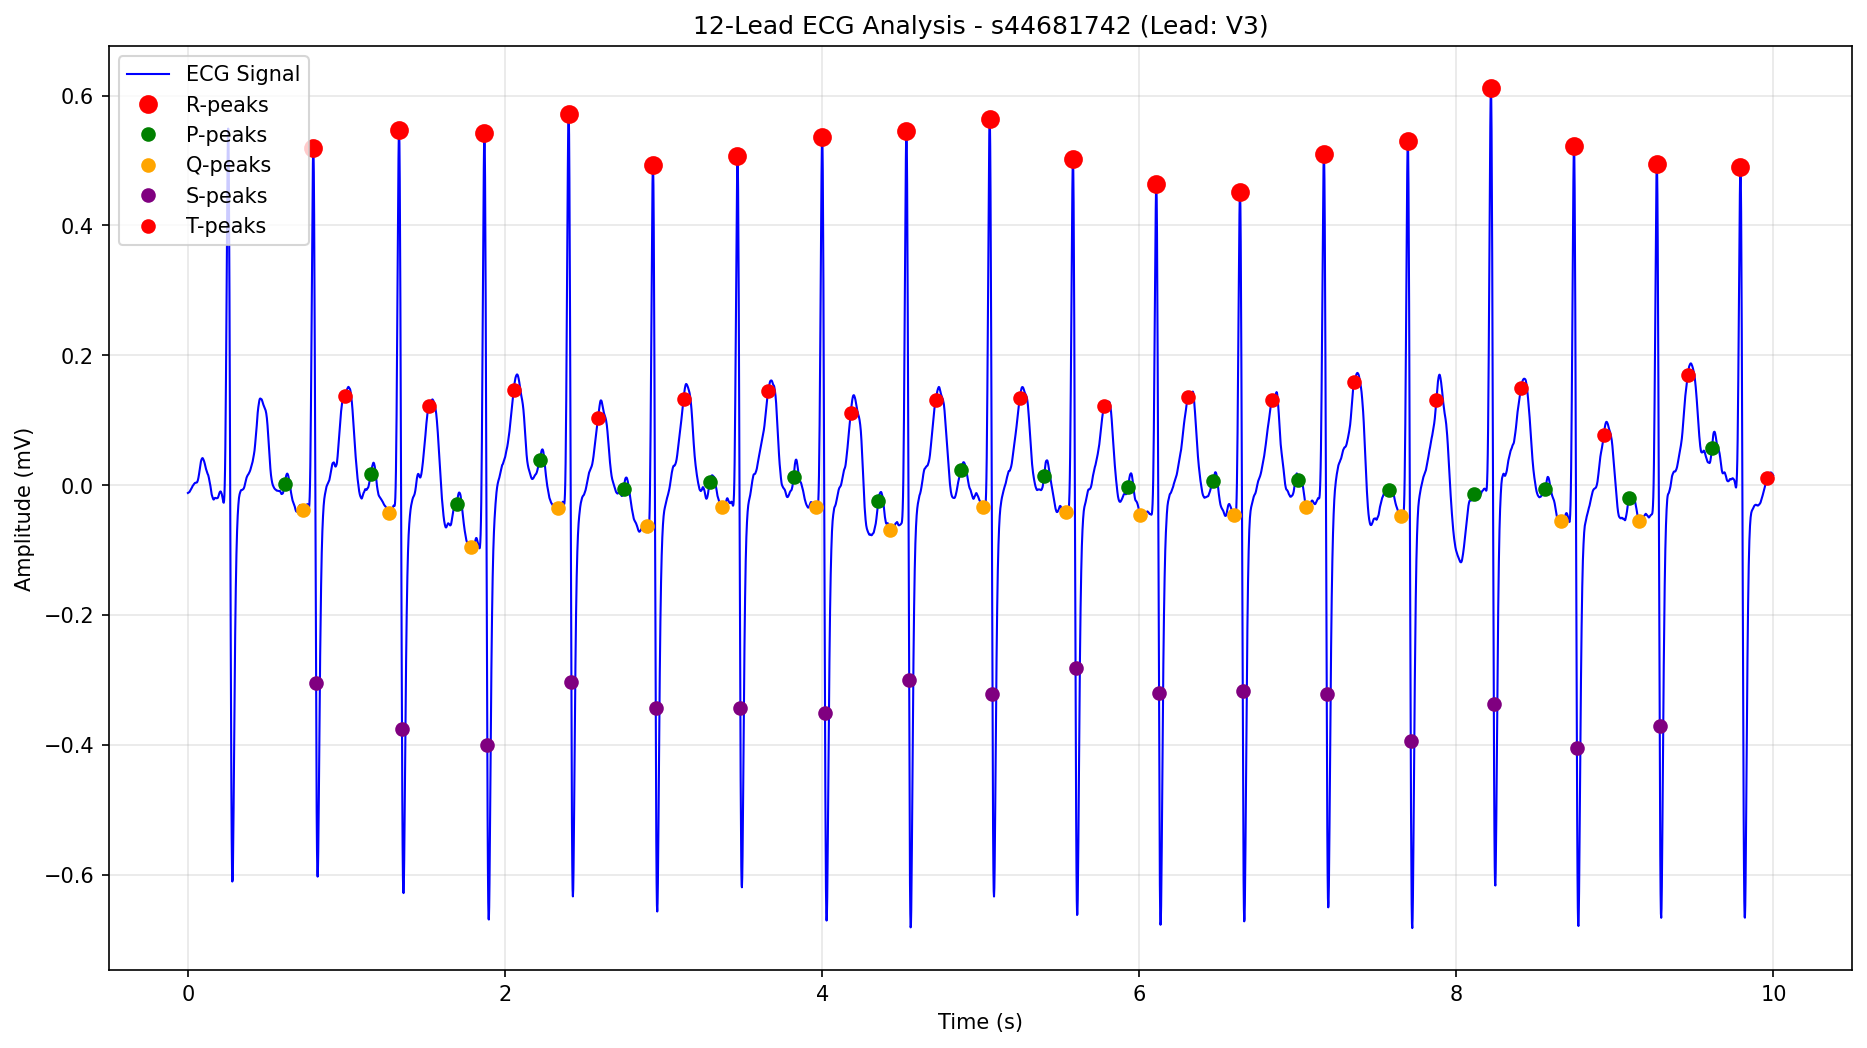 12-Lead ECG Analysis - s44681742 (Lead: V3)
ECG Signal
R-peaks
P-peaks
Q-peaks
S-peaks
T-peaks
Amplitude (mV)
0.6
0.4
0.2
0.0
−0.2
−0.4
−0.6
0 2 4 6 8 10
Time (s)